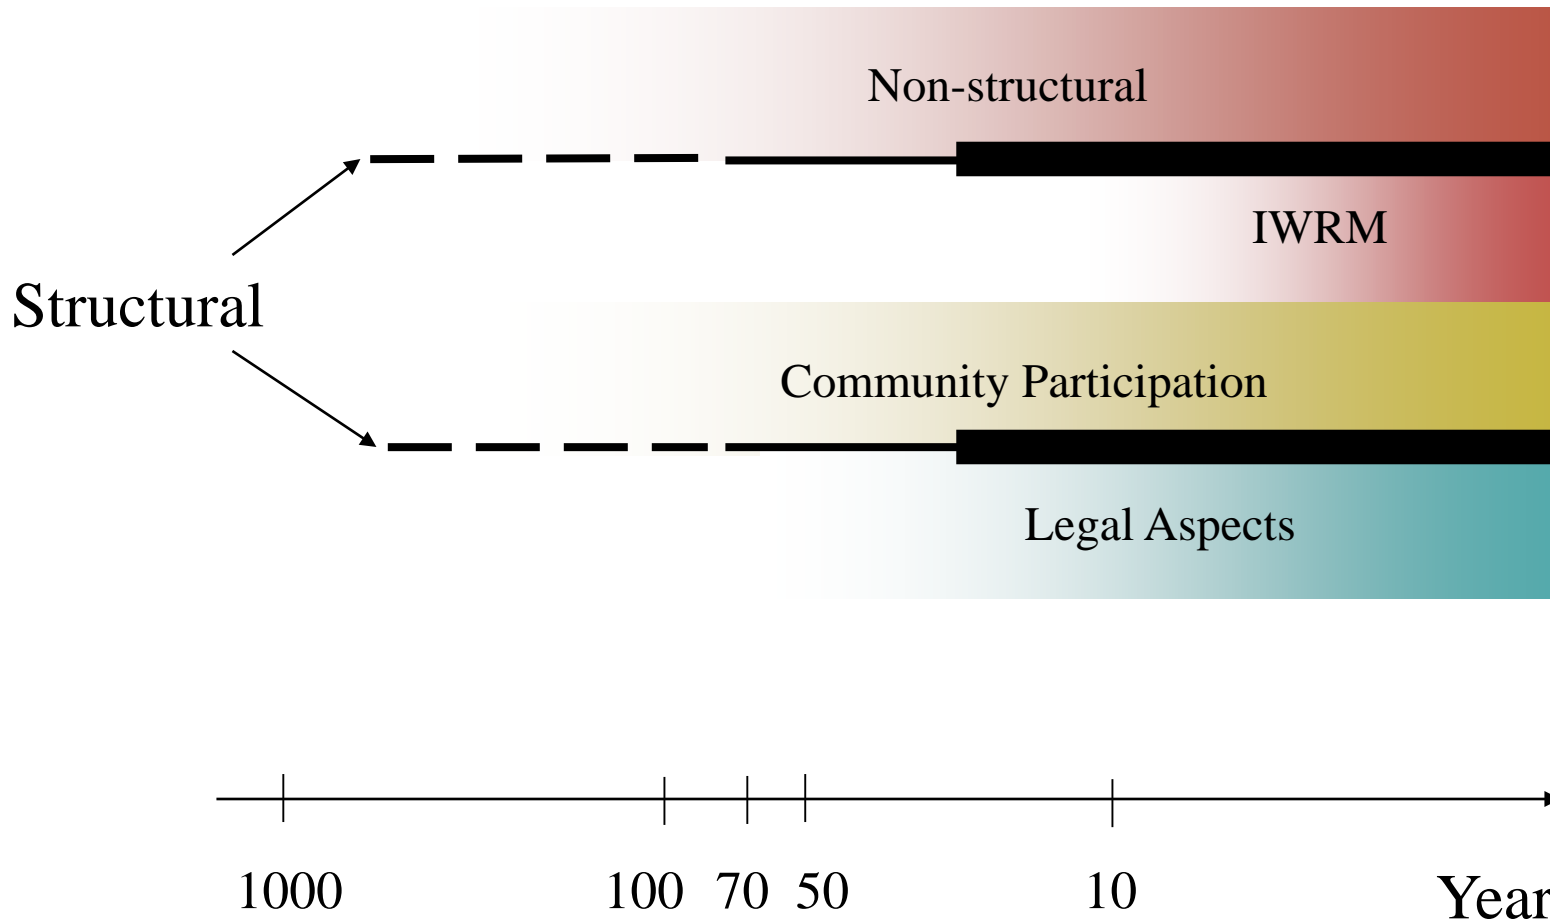 Non-structural
IWRM
Structural
Community Participation
Legal Aspects
1000 100 70 50 10 Year